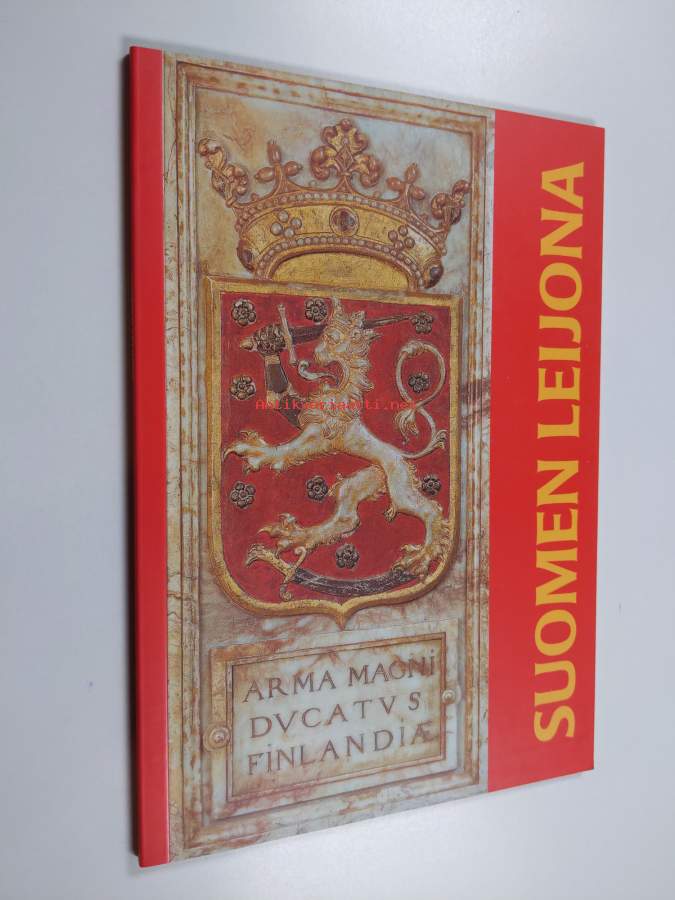 SUOMEN LEIJONA
Antikvariaatti.net
ARMA MAGNI
DVCATVS
FINLANDIÆ